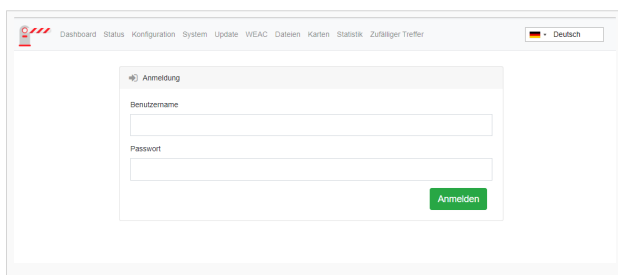 Dashboard Status Konfiguration System Update WEAC Dateien Karten Statistik Zufälliger Treffer Deutsch
Anmeldung
Benutzername
Passwort
Anmelden